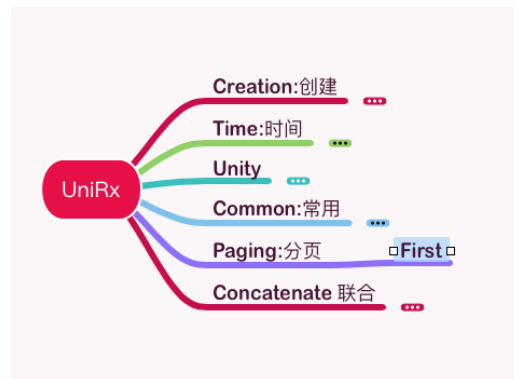 Creation:创建
Time:时间
Unity
UniRx
Common:常用
Paging:分页 First
Concatenate 联合